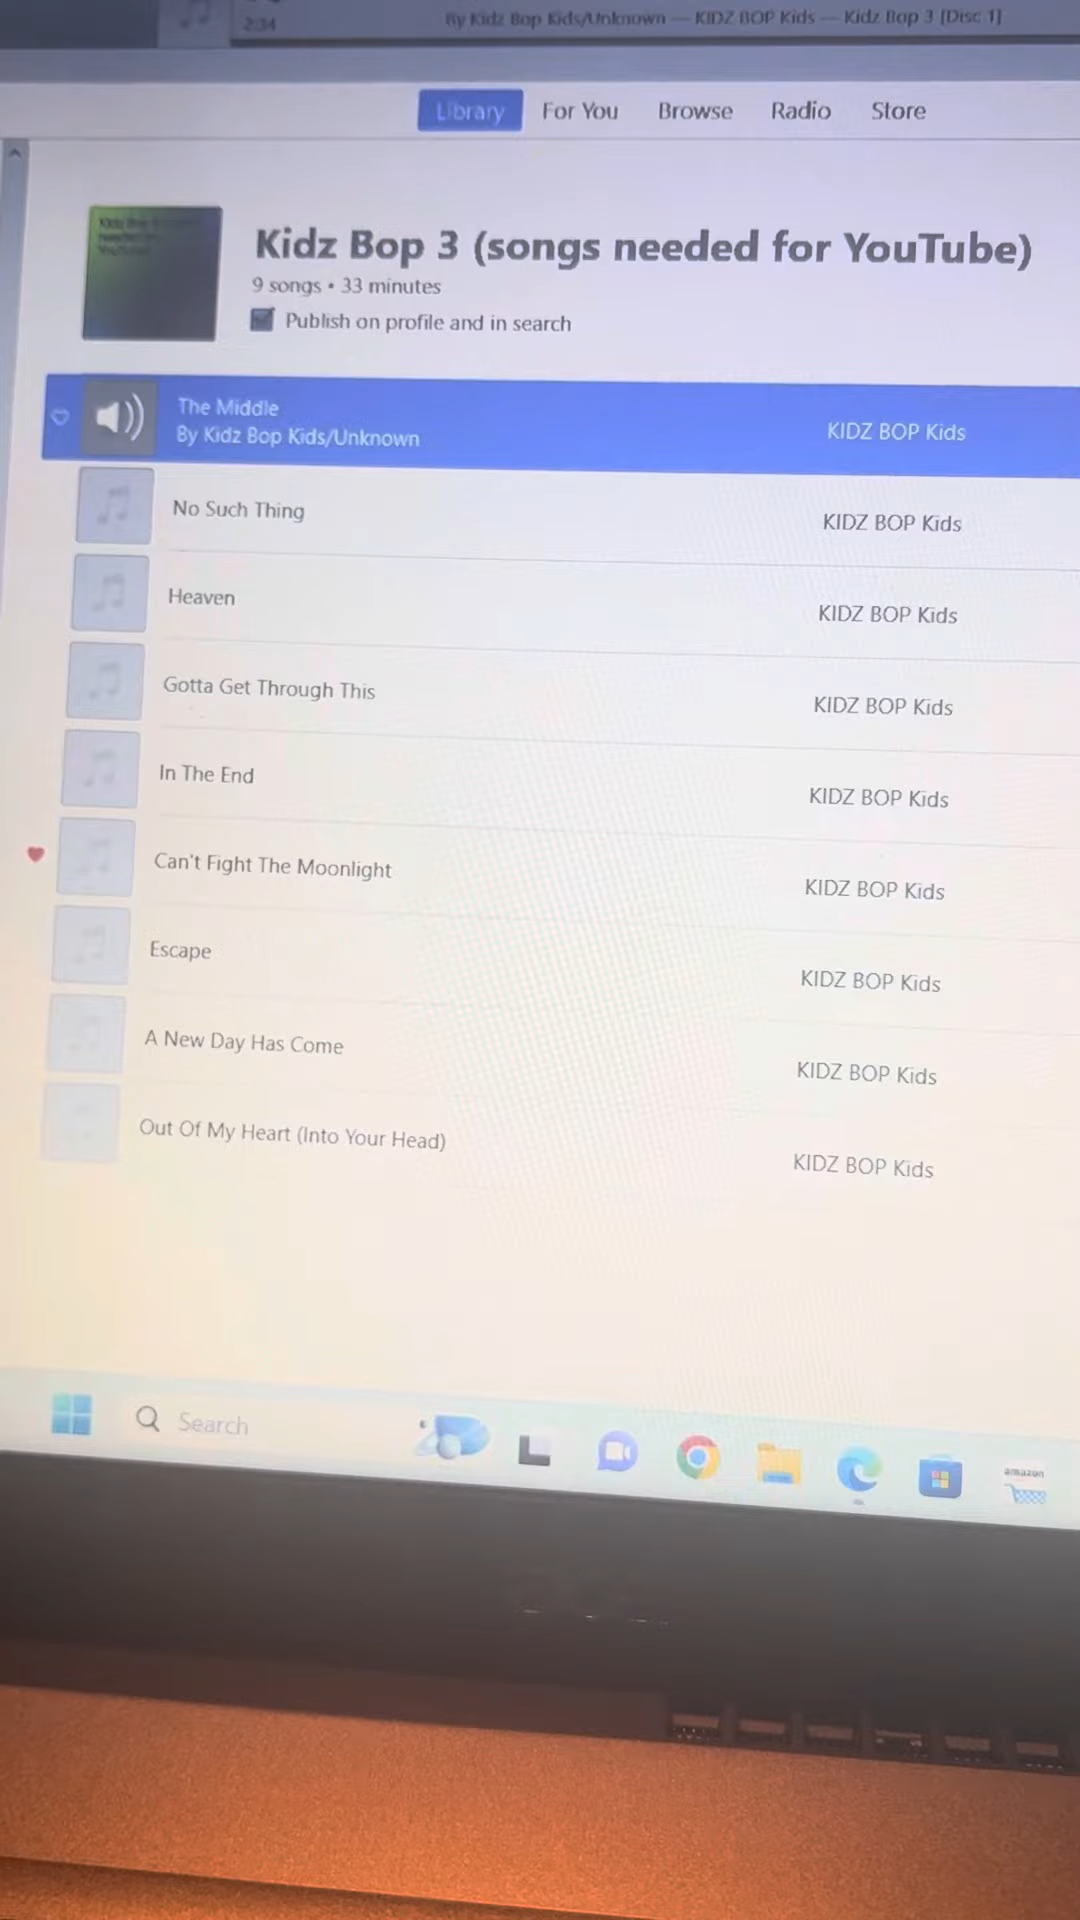 2:34
By Kidz Bop Kids/Unknown — KIDZ BOP Kids — Kidz Bop 3 [Disc 1]
Library For You Browse Radio Store
Kidz Bop 3 (songs needed for YouTube)
9 songs • 33 minutes
Publish on profile and in search
The Middle
By Kidz Bop Kids/Unknown
KIDZ BOP Kids
No Such Thing
KIDZ BOP Kids
Heaven
KIDZ BOP Kids
Gotta Get Through This
KIDZ BOP Kids
In The End
KIDZ BOP Kids
Can't Fight The Moonlight
KIDZ BOP Kids
Escape
KIDZ BOP Kids
A New Day Has Come
KIDZ BOP Kids
Out Of My Heart (Into Your Head)
KIDZ BOP Kids
Search
amazon